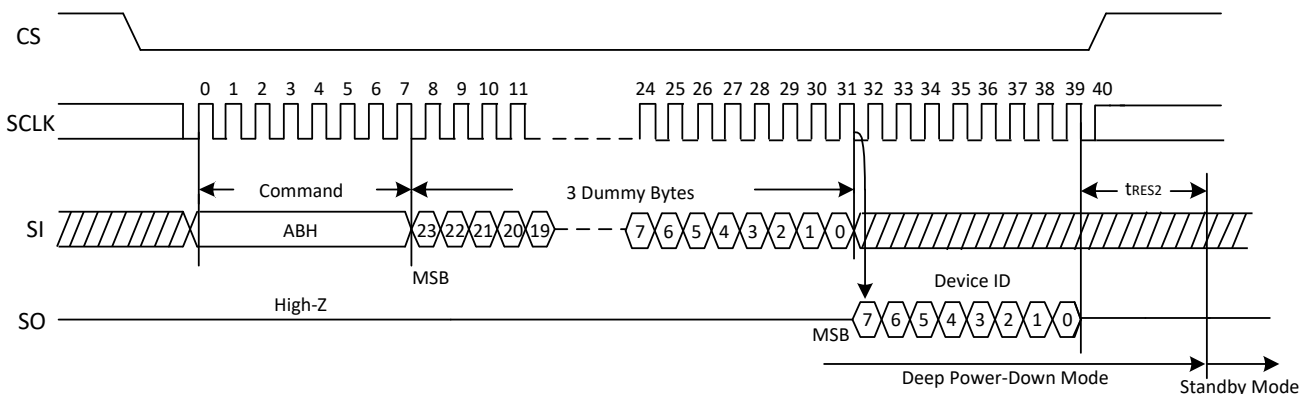 CS
0 1 2 3 4 5 6 7 8 9 10 11 24 25 26 27 28 29 30 31 32 33 34 35 36 37 38 39 40
SCLK
Command 3 Dummy Bytes tRES2
SI ABH 23 22 21 20 19 7 6 5 4 3 2 1 0
MSB Device ID
High-Z
SO 7 6 5 4 3 2 1 0
MSB
Deep Power-Down Mode Standby Mode